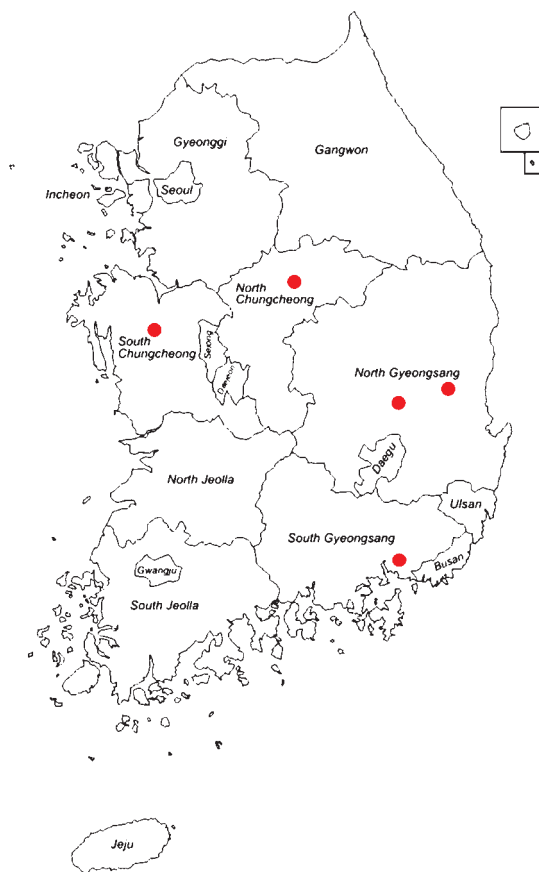 Gyeonggi
Gangwon
Incheon
Seoul
North
Chungcheong
South
Chungcheong
Sejong
Daejeon
North Gyeongsang
Daegu
North Jeolla
Ulsan
South Gyeongsang
Busan
Gwangju
South Jeolla
Jeju